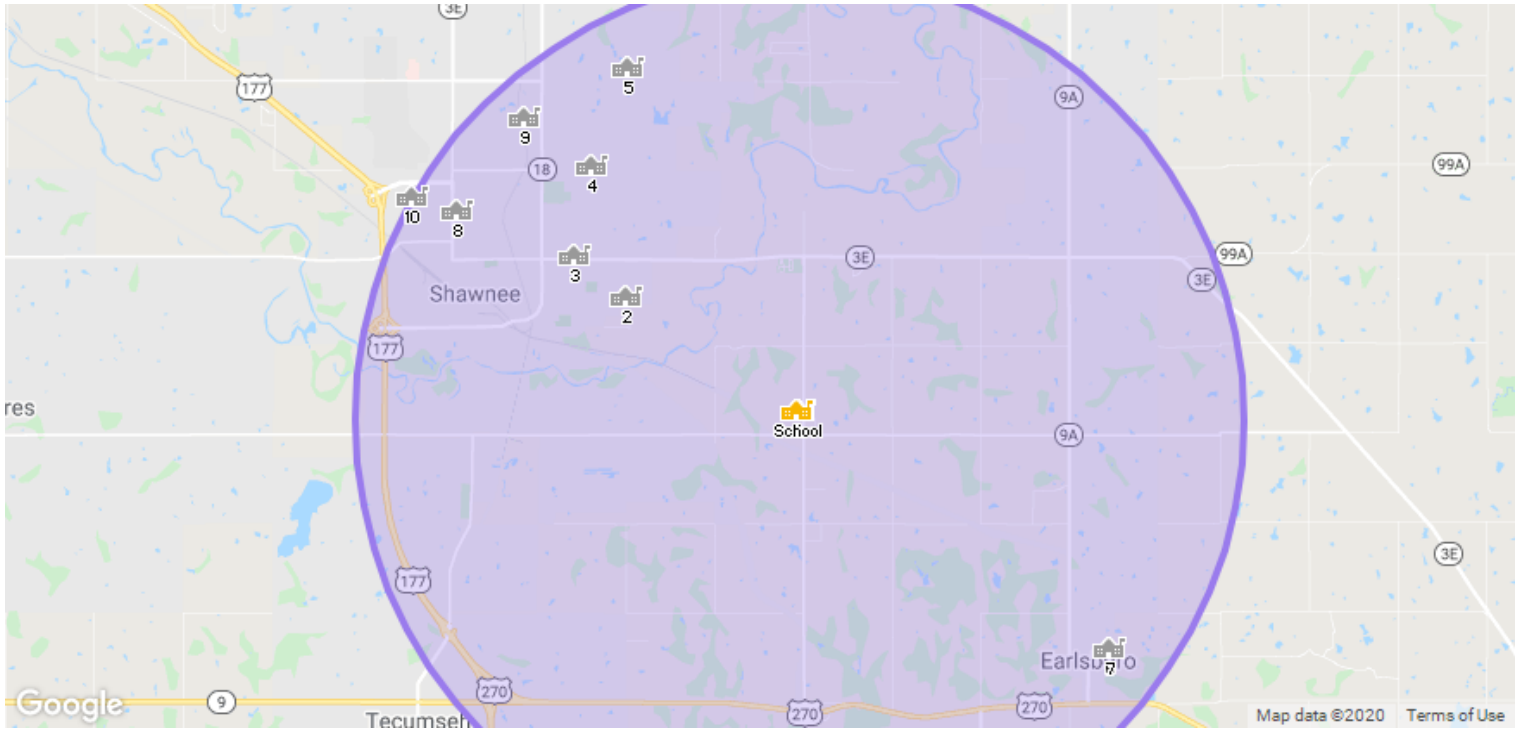 3E
177
5
9A
9
18
4
99A
10
8
3
3E
99A
3E
Shawnee
2
177
res
School
9A
3E
177
Earlsboro
7
270
9
270
270
Google
Tecumseh
Map data ©2020 Terms of Use